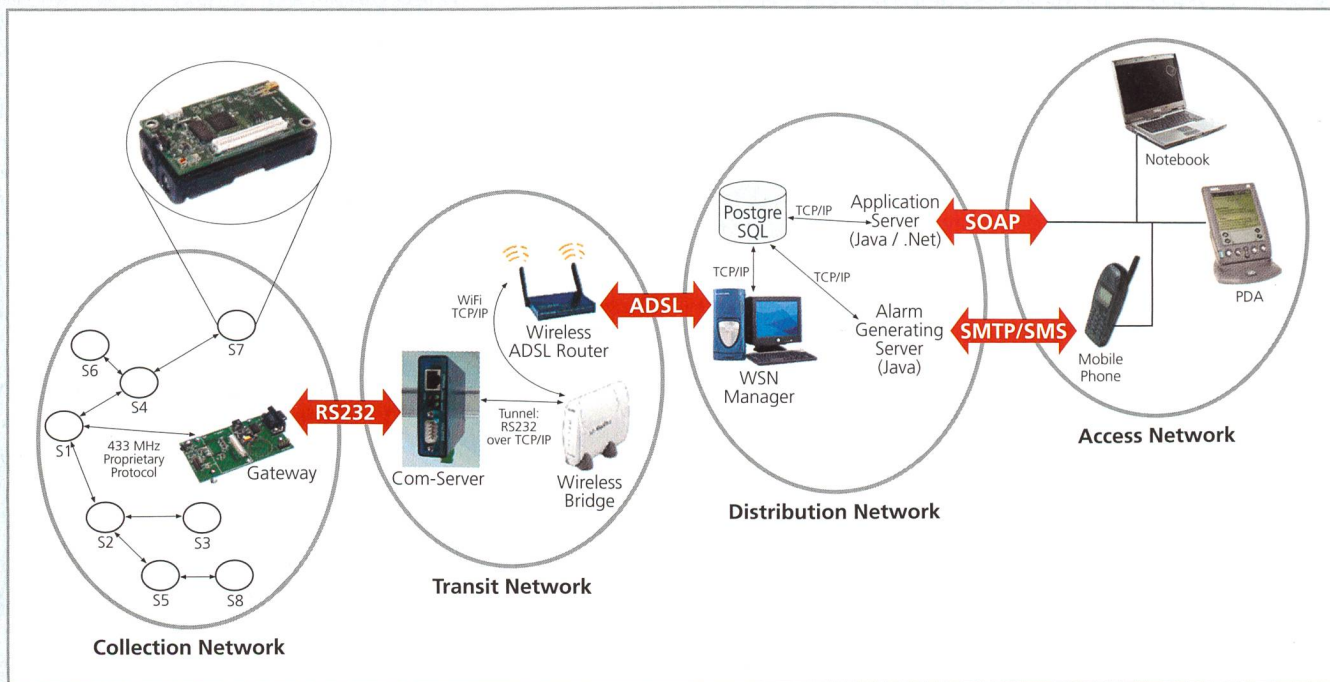 S7
S6
S4
S1
433 MHz
Proprietary
Protocol
Gateway
S2
S3
S5
S8
Collection Network
RS232
WiFi
TCP/IP
Wireless
ADSL Router
Com-Server
Tunnel:
RS232
over TCP/IP
Wireless
Bridge
Transit Network
ADSL
Postgre
SQL
TCP/IP
Application
Server
(Java / .Net)
TCP/IP
TCP/IP
WSN
Manager
Alarm
Generating
Server
(Java)
Distribution Network
SOAP
SMTP/SMS
Notebook
PDA
Mobile
Phone
Access Network